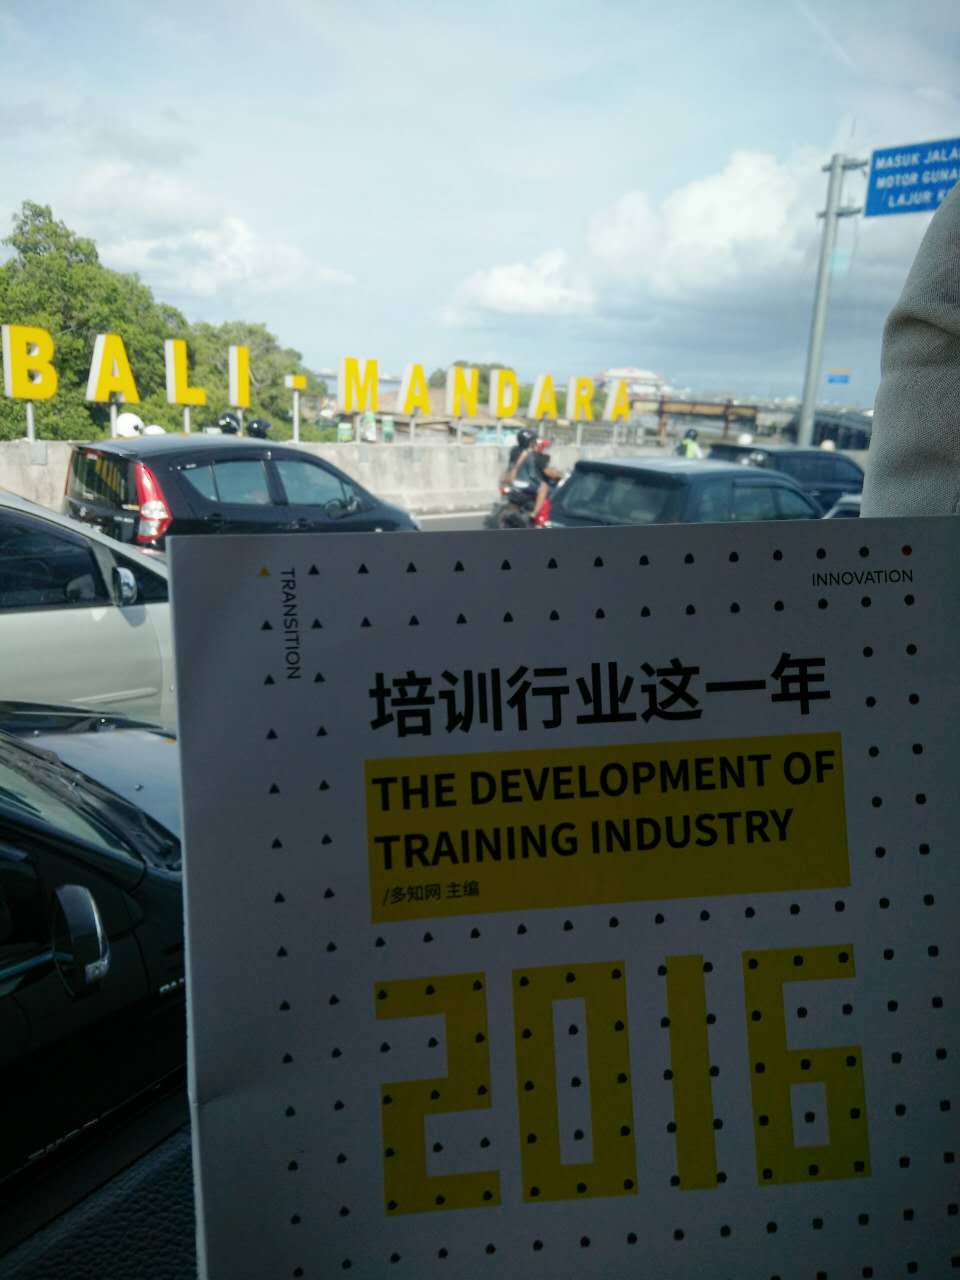 BALI-MANDARA
MASUK JALA
MOTOR GUNA
LAJUR K
TRANSITION
INNOVATION
培训行业这一年
THE DEVELOPMENT OF
TRAINING INDUSTRY
/多知网 主编
2016